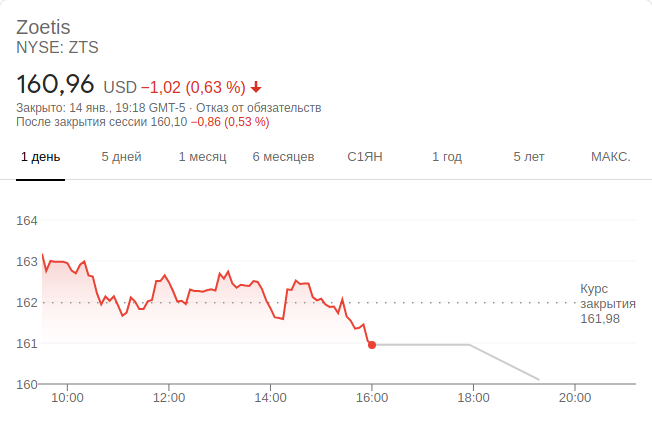 Zoetis
NYSE: ZTS
160,96 USD −1,02 (0,63 %)
Закрыто: 14 янв., 19:18 GMT-5 · Отказ от обязательств
После закрытия сессии 160,10 −0,86 (0,53 %)
1 день 5 дней 1 месяц 6 месяцев С1ЯН 1 год 5 лет МАКС.
164
163
162
161
160
Курс
закрытия
161,98
10:00 12:00 14:00 16:00 18:00 20:00